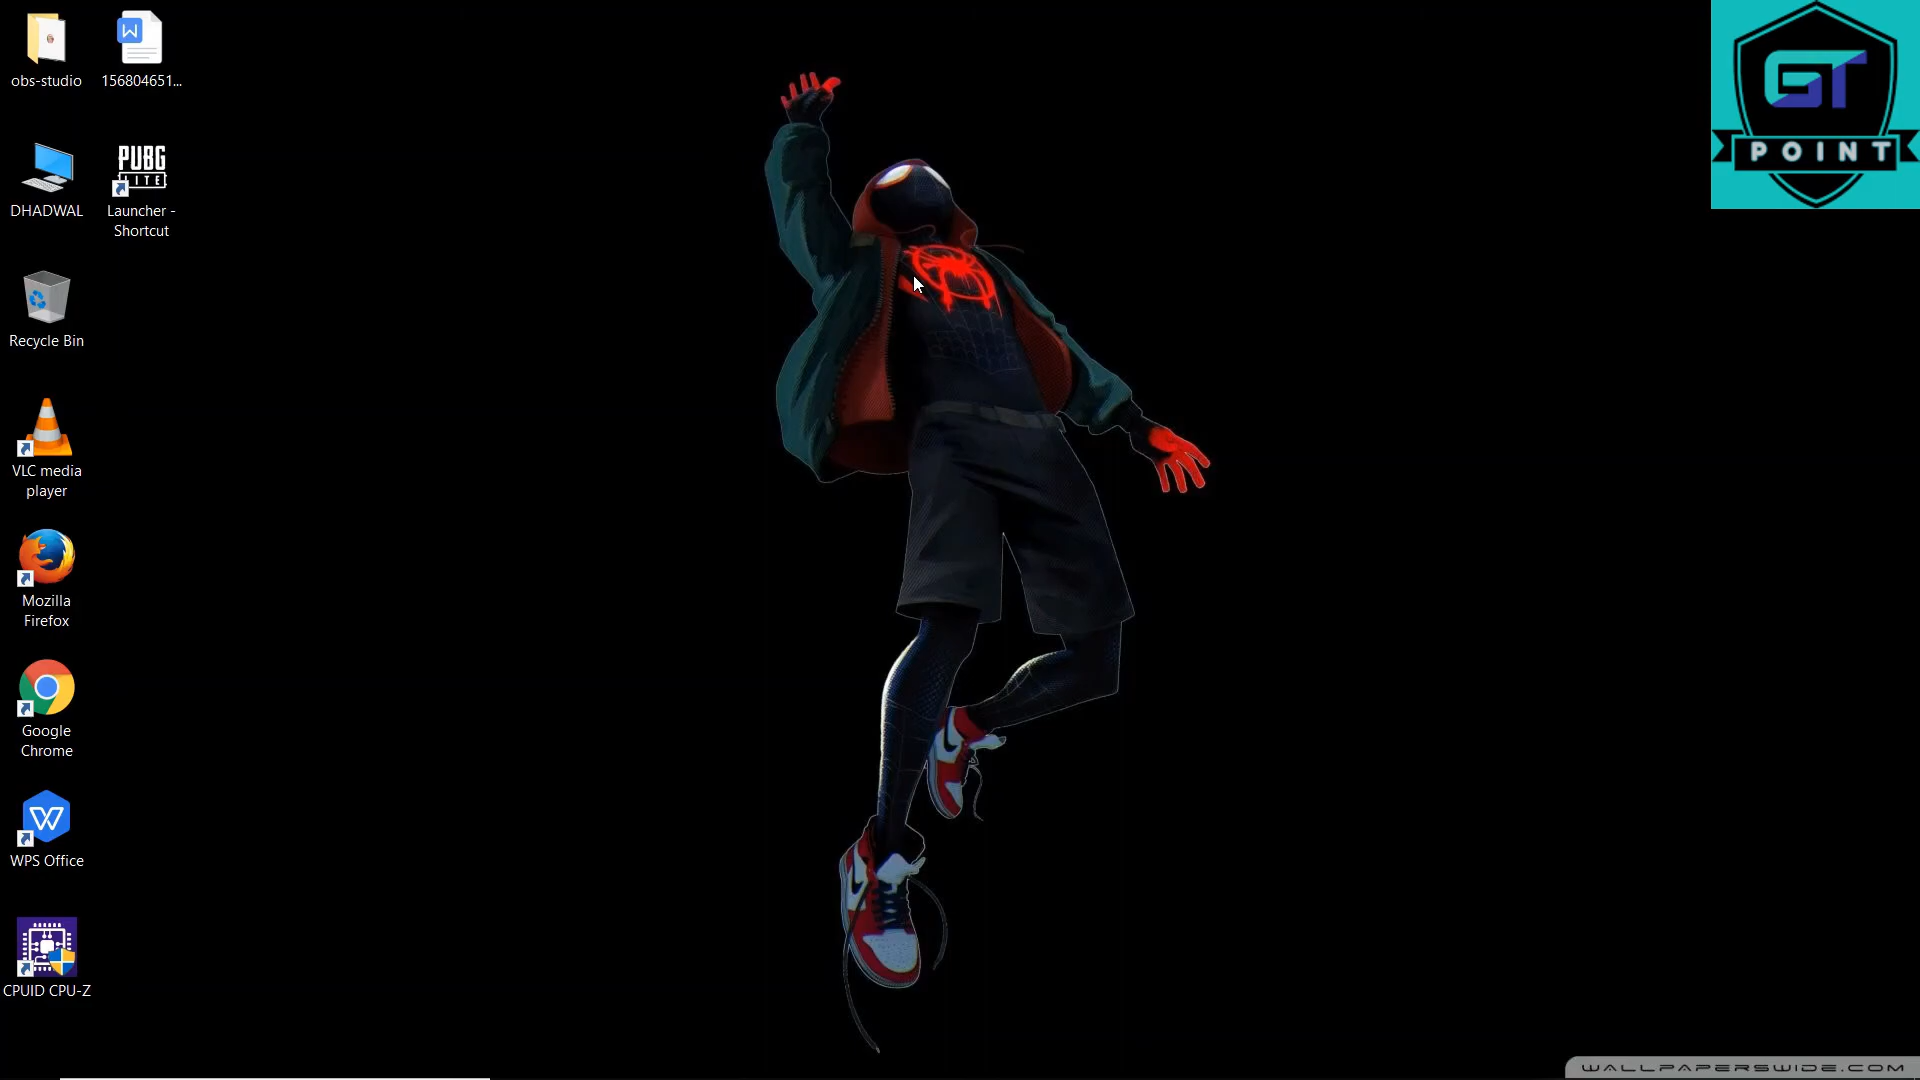 obs-studio
156804651...
DHADWAL
PUBG
LITE
Launcher -
Shortcut
Recycle Bin
VLC media
player
Mozilla
Firefox
Google
Chrome
WPS Office
CPUID CPU-Z
GT
POINT
WALLPAPERSWIDE.COM